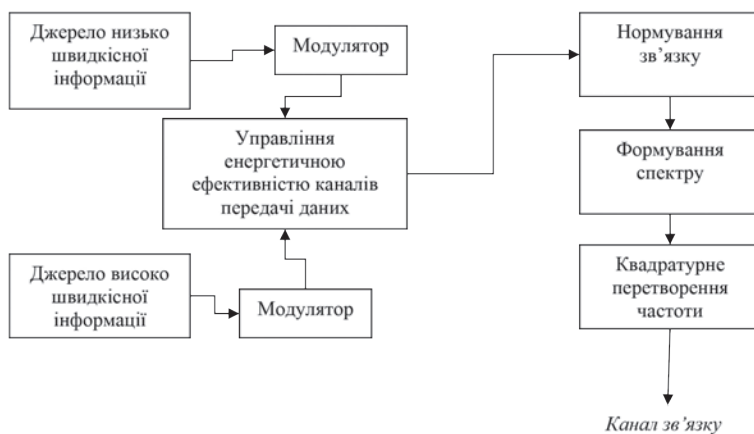 Джерело низько
швидкісної
інформації
Модулятор
Управління
енергетичною
ефективністю каналів
передачі даних
Джерело високо
швидкісної
інформації
Модулятор
Нормування
зв’язку
Формування
спектру
Квадратурне
перетворення
частоти
Канал зв’язку